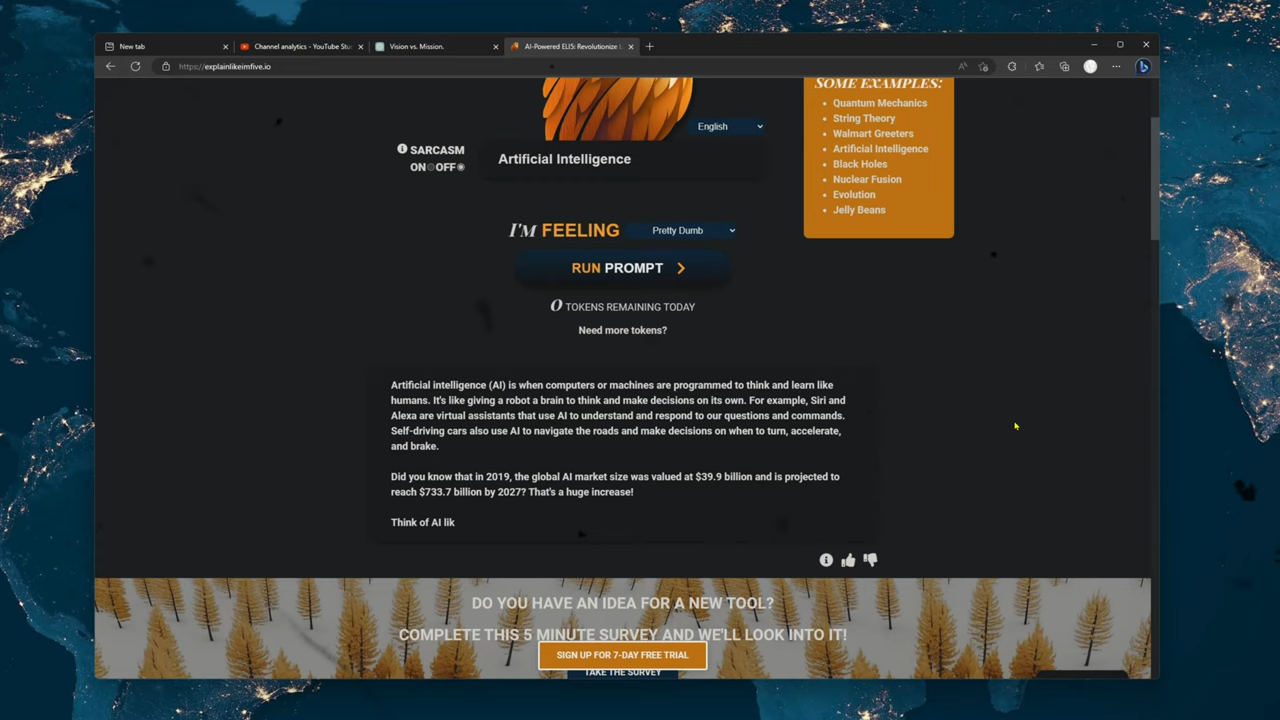 New tab
Channel analytics - YouTube Stu
Vision vs. Mission.
AI-Powered ELI5: Revolutionize L
https://explainlikeimfive.io
SOME EXAMPLES:
Quantum Mechanics
String Theory
Walmart Greeters
Artificial Intelligence
Black Holes
Nuclear Fusion
Evolution
Jelly Beans
English
SARCASM
ON OFF
Artificial Intelligence
I'M FEELING Pretty Dumb
RUN PROMPT
0 TOKENS REMAINING TODAY
Need more tokens?
Artificial intelligence (AI) is when computers or machines are programmed to think and learn like
humans. It's like giving a robot a brain to think and make decisions on its own. For example, Siri and
Alexa are virtual assistants that use AI to understand and respond to our questions and commands.
Self-driving cars also use AI to navigate the roads and make decisions on when to turn, accelerate,
and brake.
Did you know that in 2019, the global AI market size was valued at $39.9 billion and is projected to
reach $733.7 billion by 2027? That's a huge increase!
Think of AI lik
DO YOU HAVE AN IDEA FOR A NEW TOOL?
COMPLETE THIS 5 MINUTE SURVEY AND WE'LL LOOK INTO IT!
SIGN UP FOR 7-DAY FREE TRIAL
TAKE THE SURVEY